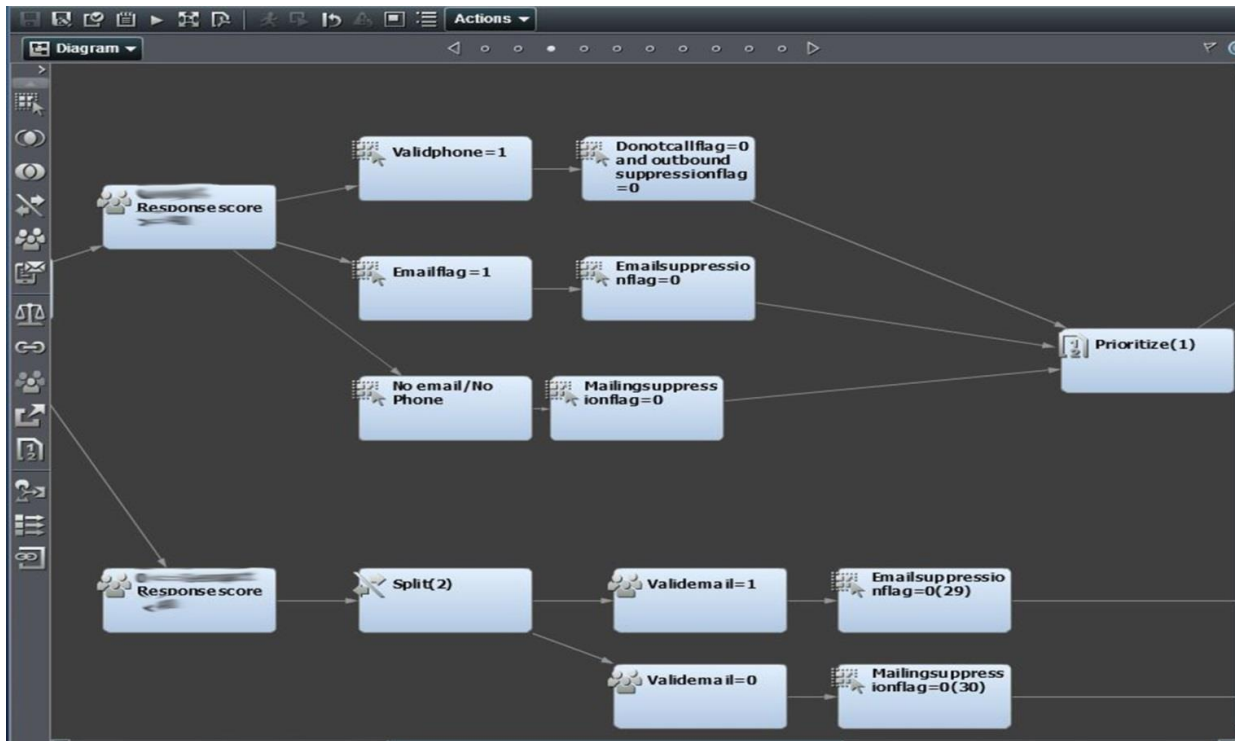 Actions
Diagram
Validphone=1
Donotcallflag=0
and outbound
suppressionflag
=0
Responsescore
Emailflag=1
Emailsuppressio
nflag=0
Prioritize(1)
No email/No
Phone
Mailingsuppress
ionflag=0
Responsescore
Split(2)
Validemail=1
Emailsuppressio
nflag=0(29)
Validemail=0
Mailingsuppress
ionflag=0(30)